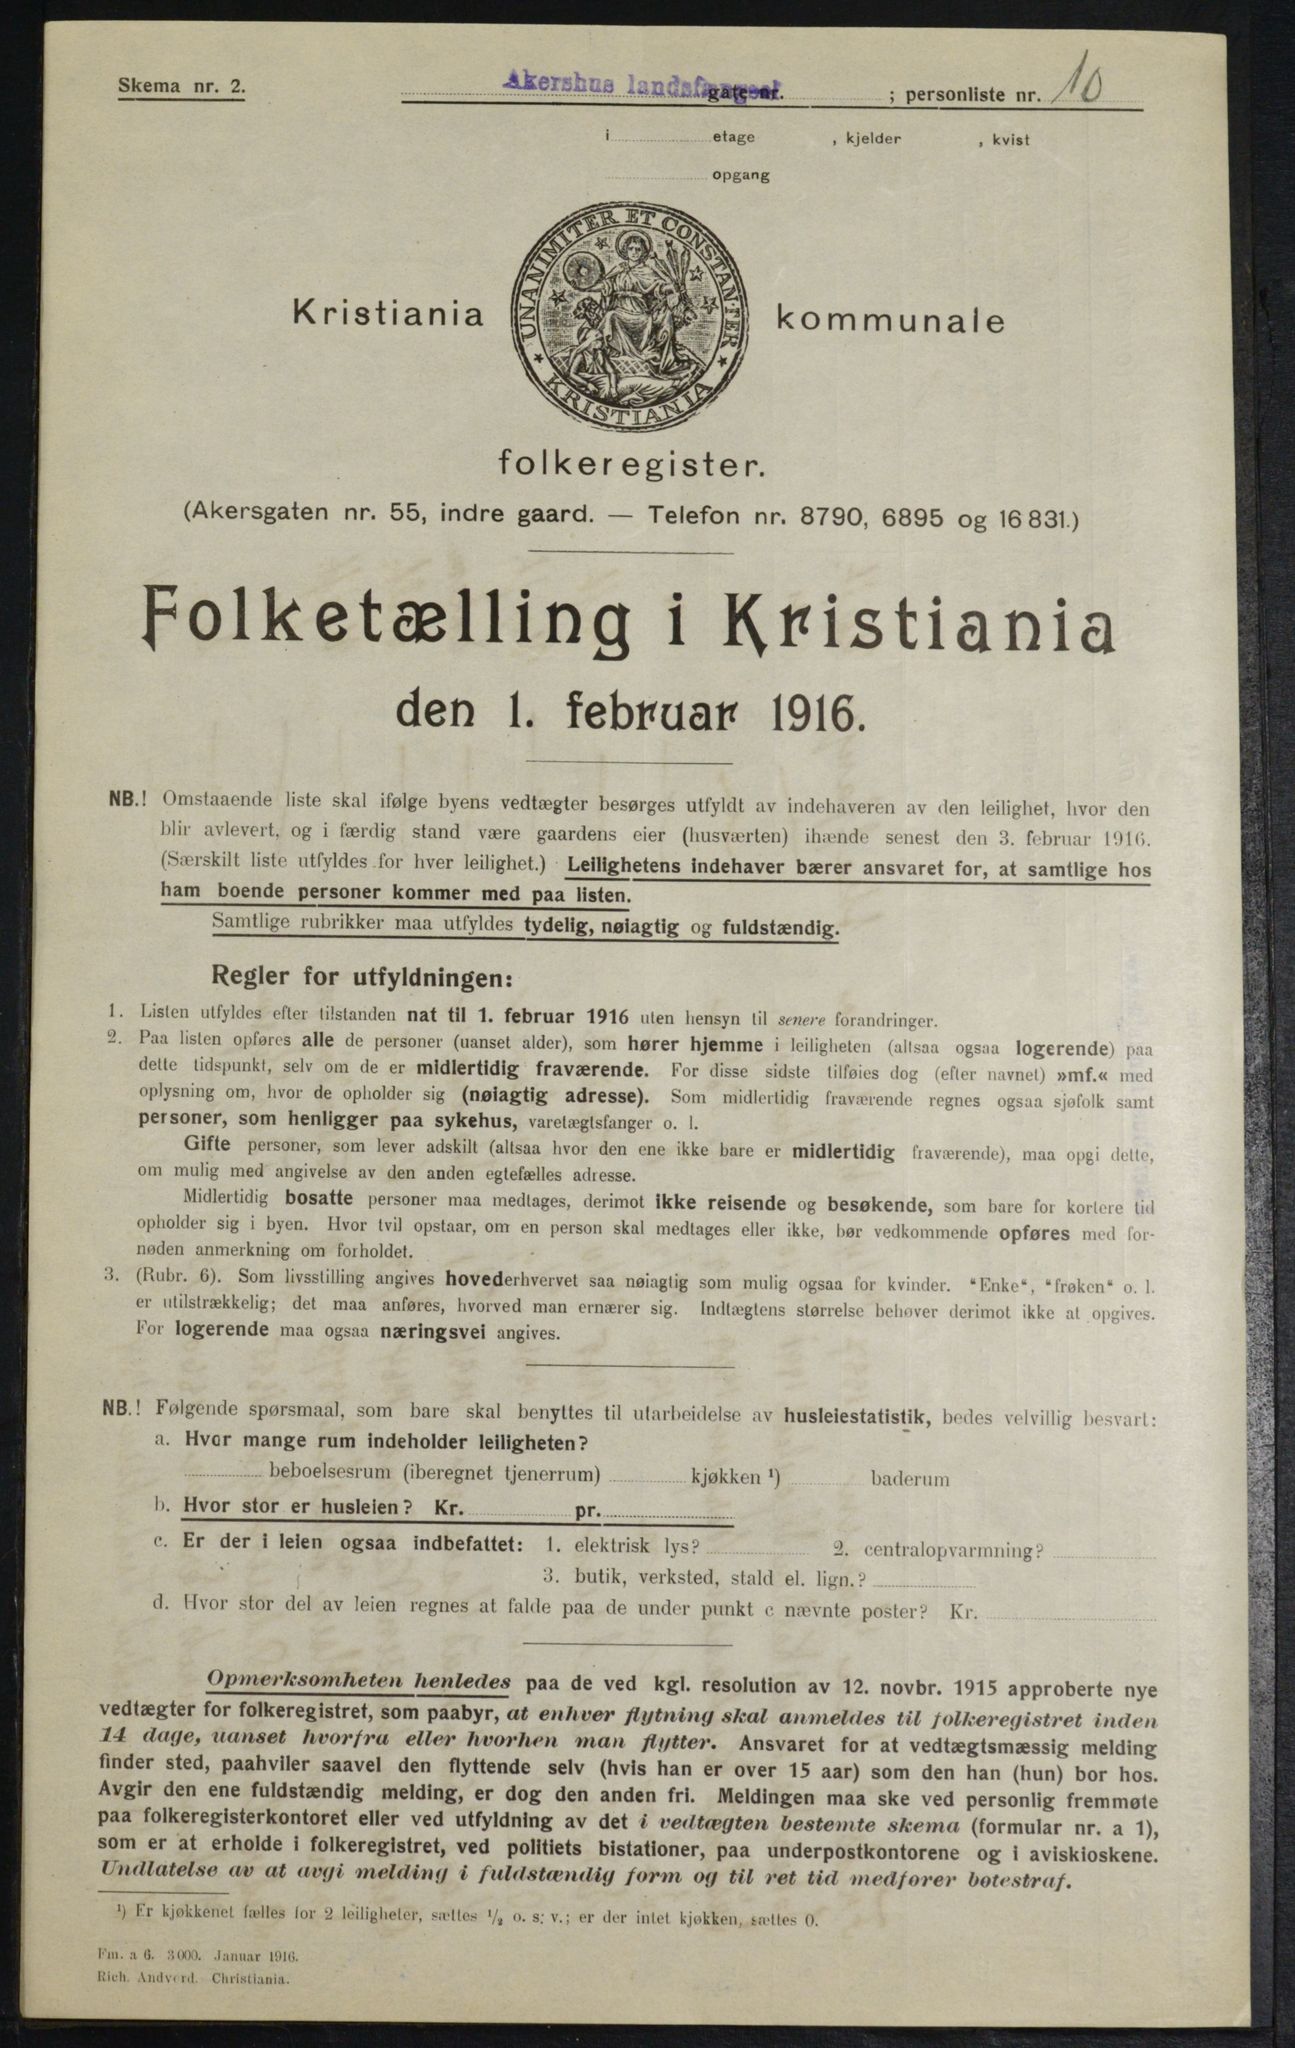 Skema nr. 2.
Akershus landsfængsel gate nr. ; personliste nr. 10
i etage , kjelder , kvist
opgang
UNANIMITER ET CONSTANTER
KRISTIANIA
Kristiania kommunale
folkeregister.
(Akersgaten nr. 55, indre gaard. — Telefon nr. 8790, 6895 og 16 831.)
Folketælling i Kristiania
den 1. februar 1916.
NB.! Omstaaende liste skal ifølge byens vedtægter besørges utfyldt av indehaveren av den leilighet, hvor den
blir avlevert, og i færdig stand være gaardens eier (husværten) ihænde senest den 3. februar 1916.
(Særskilt liste utfyldes for hver leilighet.) Leilighetens indehaver bærer ansvaret for, at samtlige hos
ham boende personer kommer med paa listen.
Samtlige rubrikker maa utfyldes tydelig, nøiagtig og fuldstændig.
Regler for utfyldningen:
1. Listen utfyldes efter tilstanden nat til 1. februar 1916 uten hensyn til senere forandringer.
2. Paa listen opføres alle de personer (uanset alder), som hører hjemme i leiligheten (altsaa ogsaa logerende) paa
dette tidspunkt, selv om de er midlertidig fraværende. For disse sidste tilføies dog (efter navnet) »mf.« med
oplysning om, hvor de opholder sig (nøiagtig adresse). Som midlertidig fraværende regnes ogsaa sjøfolk samt
personer, som henligger paa sykehus, varetægtsfanger o. l.
Gifte personer, som lever adskilt (altsaa hvor den ene ikke bare er midlertidig fraværende), maa opgi dette,
om mulig med angivelse av den anden egtefælles adresse.
Midlertidig bosatte personer maa medtages, derimot ikke reisende og besøkende, som bare for kortere tid
opholder sig i byen. Hvor tvil opstaar, om en person skal medtages eller ikke, bør vedkommende opføres med for-
nøden anmerkning om forholdet.
3. (Rubr. 6). Som livsstilling angives hovederhvervet saa nøiagtig som mulig ogsaa for kvinder. “Enke“, “frøken“ o. l.
er utilstrækkelig; det maa anføres, hvorved man ernærer sig. Indtægtens størrelse behøver derimot ikke at opgives.
For logerende maa ogsaa næringsvei angives.
NB.! Følgende spørsmaal, som bare skal benyttes til utarbeidelse av husleiestatistik, bedes velvillig besvart:
a. Hvor mange rum indeholder leiligheten?
beboelsesrum (iberegnet tjenerrum) kjøkken ¹) baderum
b. Hvor stor er husleien? Kr. pr.
c. Er der i leien ogsaa indbefattet: 1. elektrisk lys? 2. centralopvarmning?
3. butik, verksted, stald el. lign.?
d. Hvor stor del av leien regnes at falde paa de under punkt c nævnte poster? Kr.
Opmerksomheten henledes paa de ved kgl. resolution av 12. novbr. 1915 approberte nye
vedtægter for folkeregistret, som paabyr, at enhver flytning skal anmeldes til folkeregistret inden
14 dage, uanset hvorfra eller hvorhen man flytter. Ansvaret for at vedtægtsmæssig melding
finder sted, paahviler saavel den flyttende selv (hvis han er over 15 aar) som den han (hun) bor hos.
Avgir den ene fuldstændig melding, er dog den anden fri. Meldingen maa ske ved personlig fremmøte
paa folkeregisterkontoret eller ved utfyldning av det i vedtægten bestemte skema (formular nr. a 1),
som er at erholde i folkeregistret, ved politiets bistationer, paa underpostkontorene og i aviskioskene.
Undlatelse av at avgi melding i fuldstændig form og til ret tid medfører bøtestraf.
¹) Er kjøkkenet fælles for 2 leiligheter, sættes ½ o. s. v.; er der intet kjøkken, sættes 0.
Fm. a 6. 3 000. Januar 1916.
Rich. Andvord. Christiania.